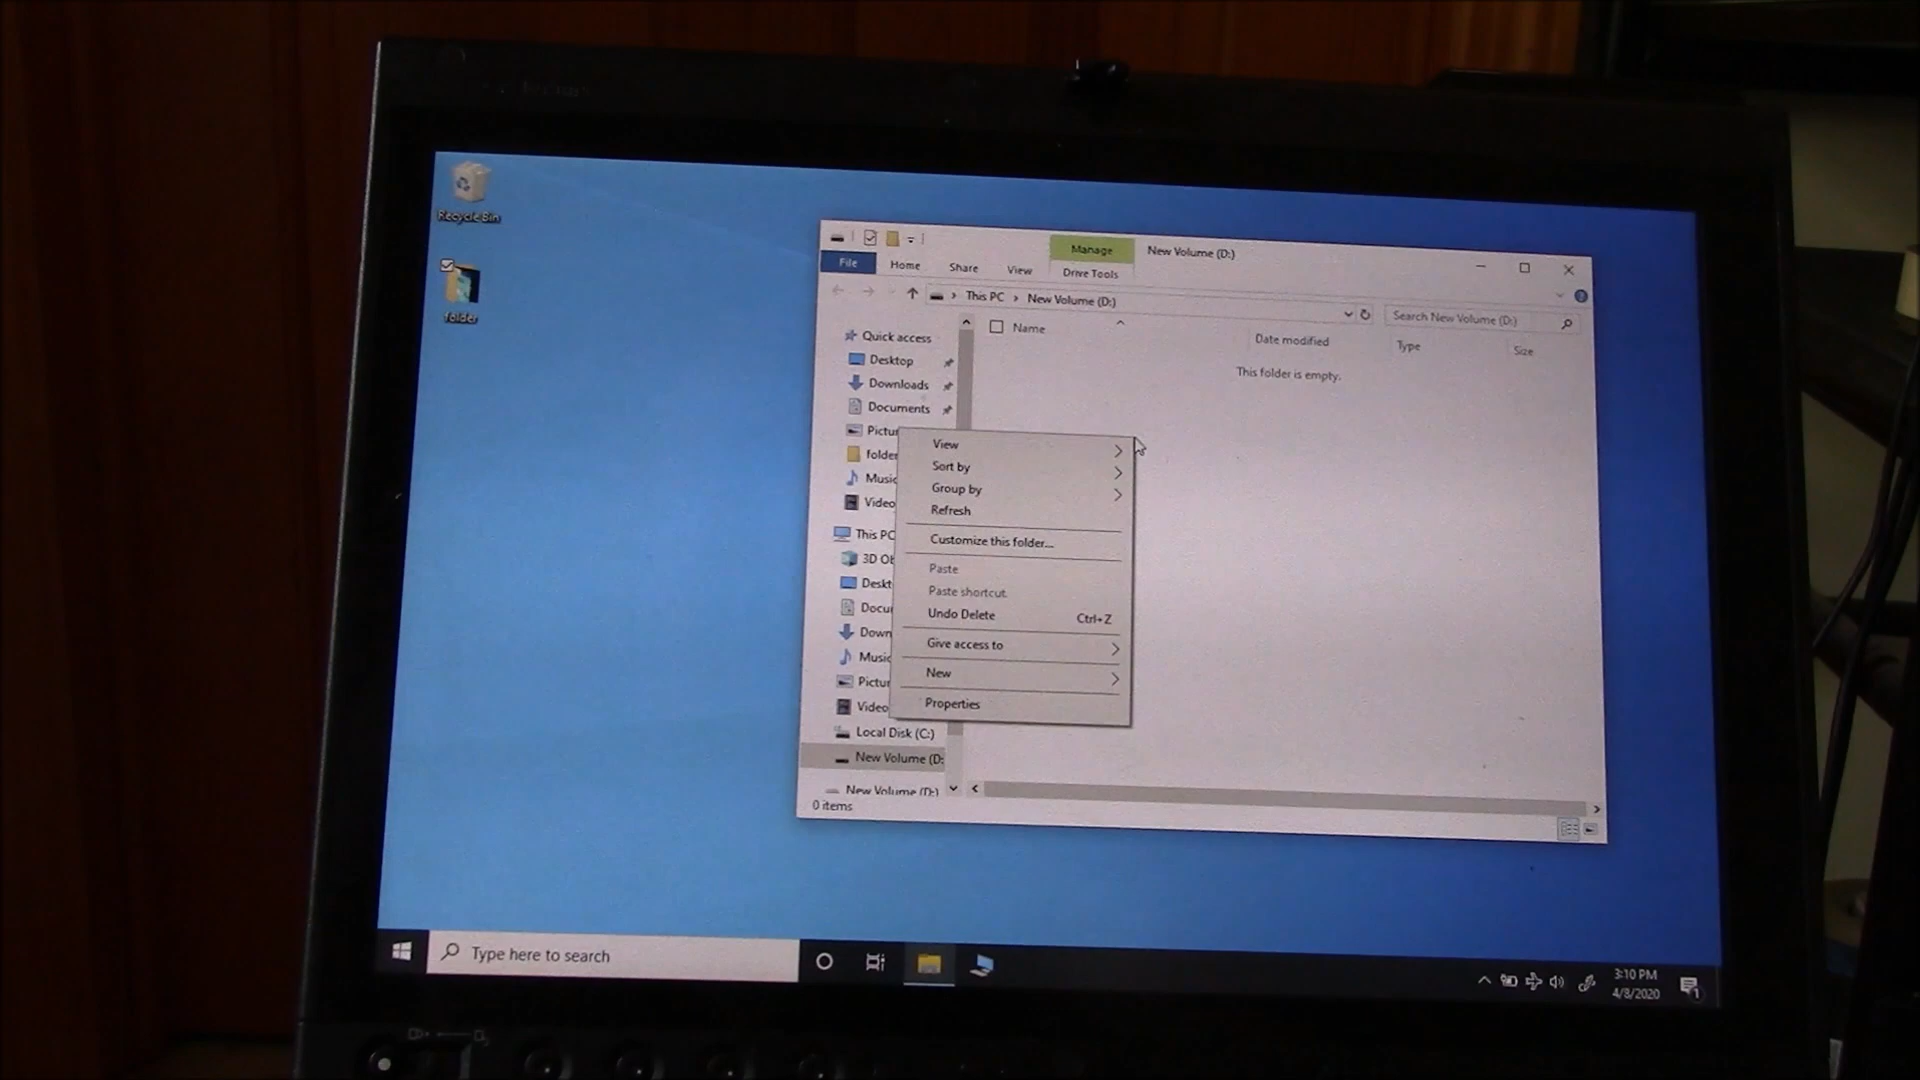 Recycle Bin
folder
Manage
New Volume (D:)
File
Home
Share
View
Drive Tools
This PC
New Volume (D:)
Search New Volume (D:)
Name
Date modified
Type
Size
This folder is empty.
Quick access
Desktop
Downloads
Documents
Pictur
folder
Music
Video
This PC
3D Ob
Deskt
Docu
Down
Music
Pictur
Video
Local Disk (C:)
New Volume (D:
New Volume (D:)
0 items
View
Sort by
Group by
Refresh
Customize this folder...
Paste
Paste shortcut
Undo Delete Ctrl+Z
Give access to
New
Properties
Type here to search
3:10 PM
4/8/2020
1